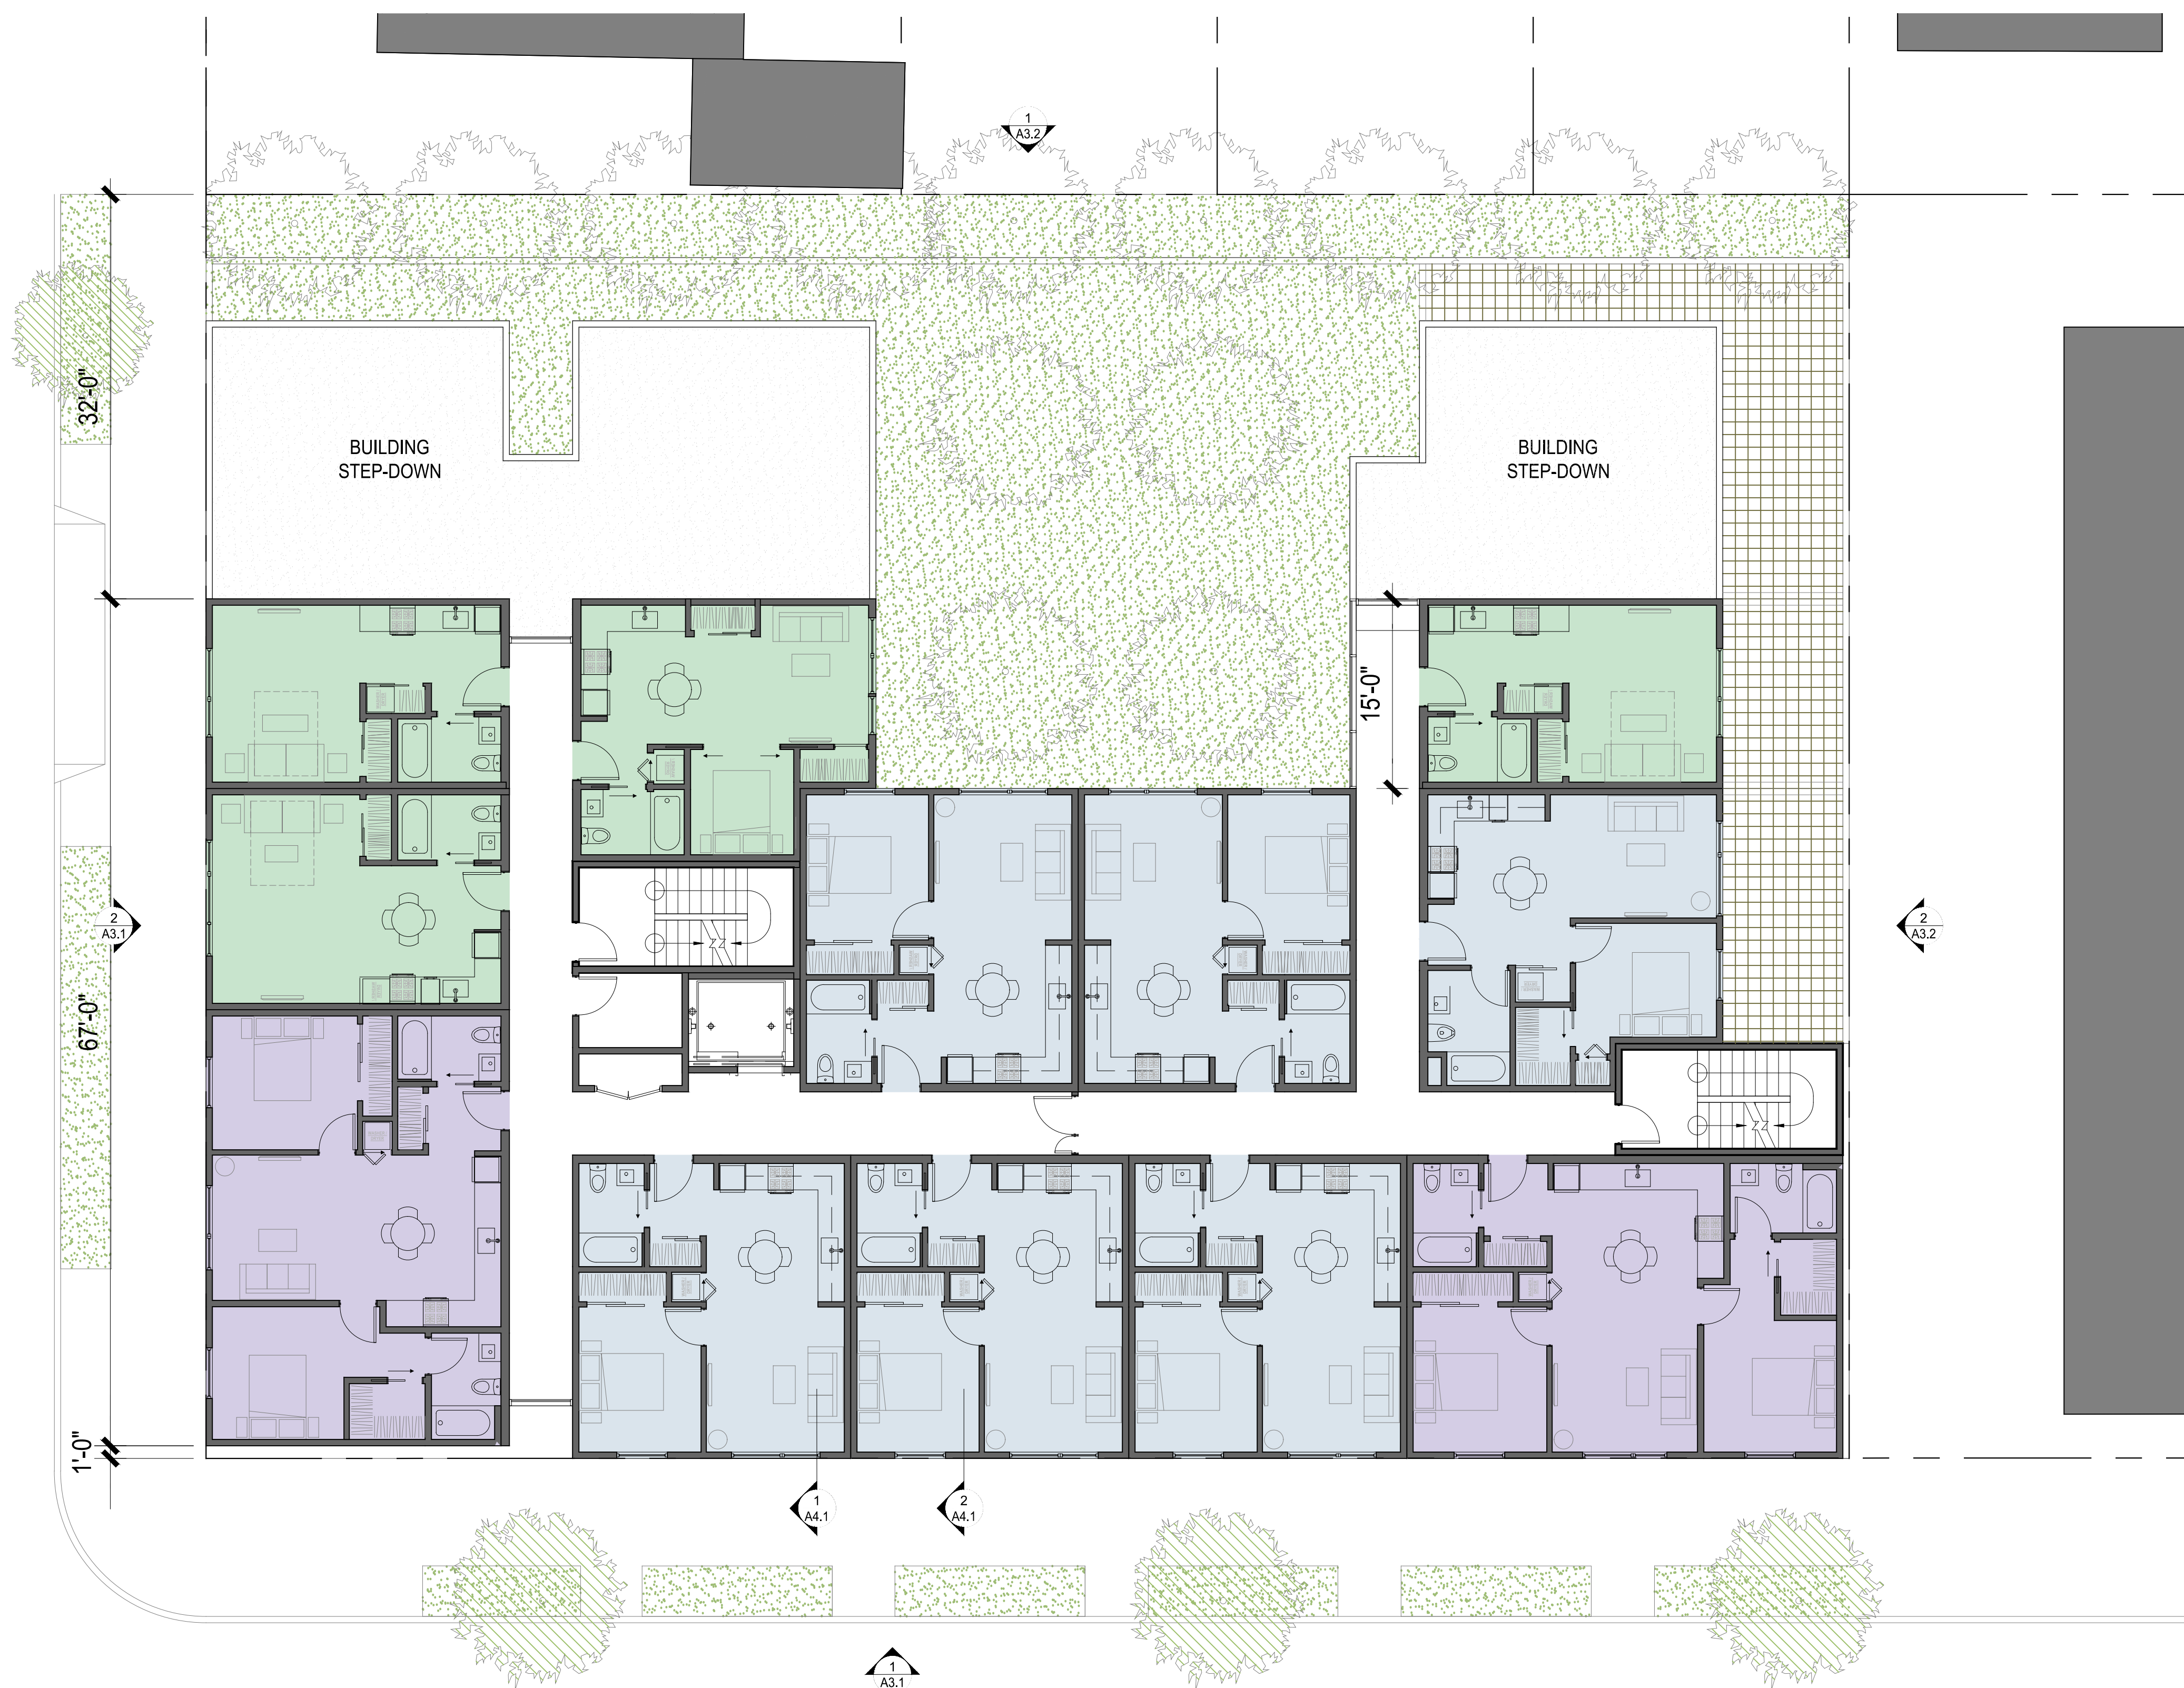 1
A3.2
32'-0"
BUILDING
STEP-DOWN
BUILDING
STEP-DOWN
15'-0"
2
A3.1
2
A3.2
67'-0"
1'-0"
1
A4.1
2
A4.1
1
A3.1